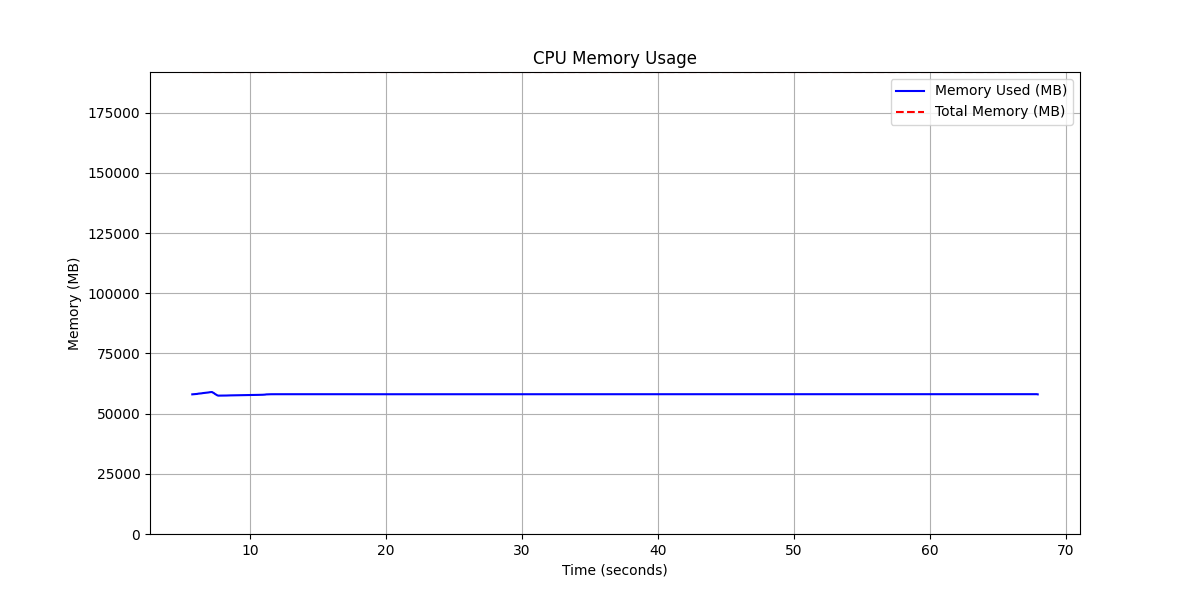 CPU Memory Usage
Memory Used (MB)
Total Memory (MB)
175000
150000
125000
100000
75000
50000
25000
0
Memory (MB)
10 20 30 40 50 60 70
Time (seconds)